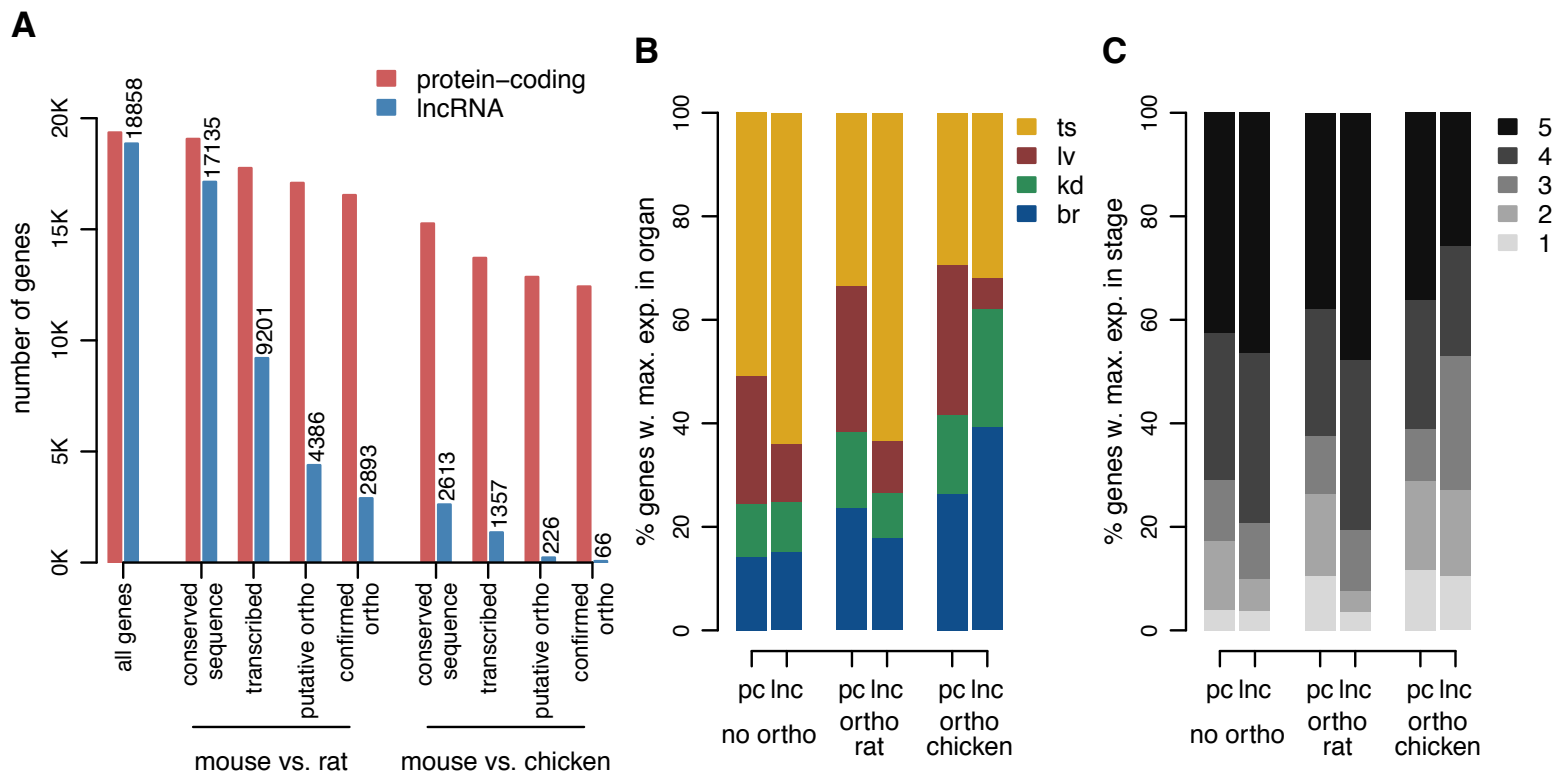 A
protein−coding
lncRNA
number of genes
20K
15K
10K
5K
0K
18858
17135
9201
4386
2893
2613
1357
226
66
all genes
conserved
sequence
transcribed
putative ortho
confirmed
ortho
conserved
sequence
transcribed
putative ortho
confirmed
ortho
mouse vs. rat
mouse vs. chicken
B
% genes w. max. exp. in organ
100
80
60
40
20
0
ts
lv
kd
br
pc lnc
pc lnc
pc lnc
no ortho
ortho
rat
ortho
chicken
C
% genes w. max. exp. in stage
100
80
60
40
20
0
5
4
3
2
1
pc lnc
pc lnc
pc lnc
no ortho
ortho
rat
ortho
chicken